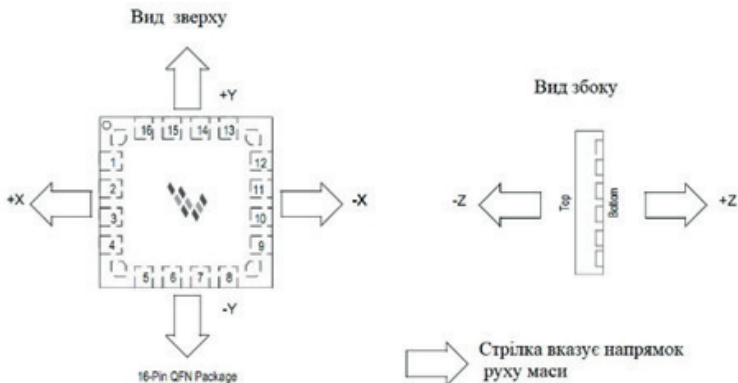 Вид зверху
+Y
16 15 14 13
1 12
2 11
+X -X
3 10
4 9
5 6 7 8
-Y
16-Pin QFN Package
Вид збоку
-Z Top Bottom +Z
Стрілка вказує напрямок
руху маси